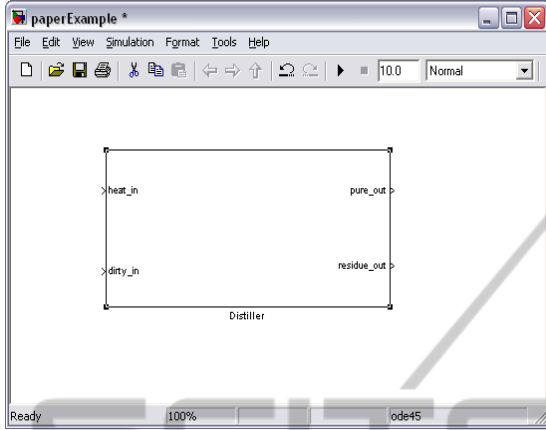 paperExample *
File Edit View Simulation Format Tools Help
10.0 Normal
heat_in
pure_out
dirty_in
residue_out
Distiller
Ready 100% ode45